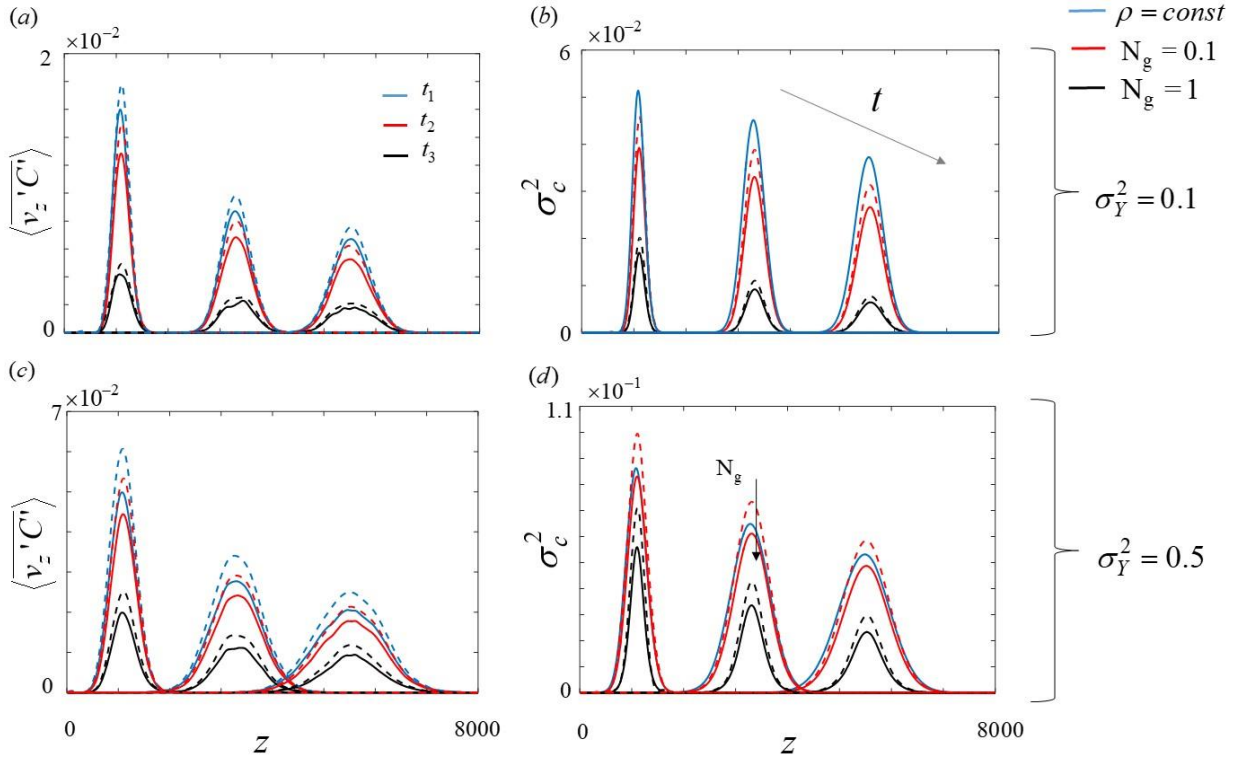 (a)
×10⁻²
2
t₁
t₂
t₃
⟨v_z'C'⟩
0
(b)
×10⁻²
6
t
σ_c²
0
ρ = const
N_g = 0.1
N_g = 1
σ_Y² = 0.1
(c)
×10⁻²
7
⟨v_z'C'⟩
0
0
8000
z
(d)
×10⁻¹
1.1
N_g
σ_c²
0
0
8000
z
σ_Y² = 0.5